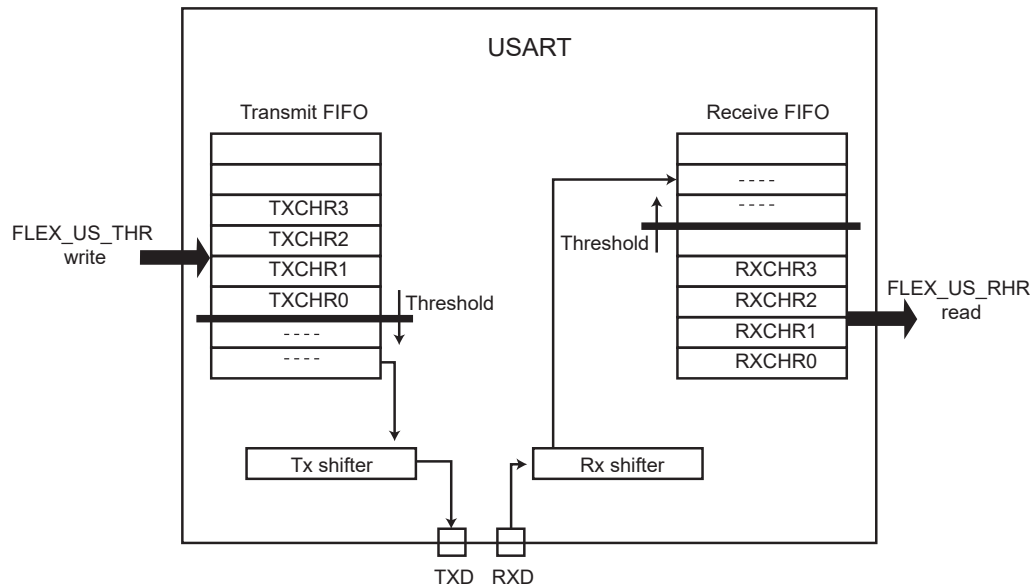 USART
Transmit FIFO
TXCHR3
TXCHR2
TXCHR1
TXCHR0
- - - -
- - - -
FLEX_US_THR
write
Threshold
Receive FIFO
- - - -
- - - -
Threshold
RXCHR3
RXCHR2
RXCHR1
RXCHR0
FLEX_US_RHR
read
Tx shifter
Rx shifter
TXD
RXD